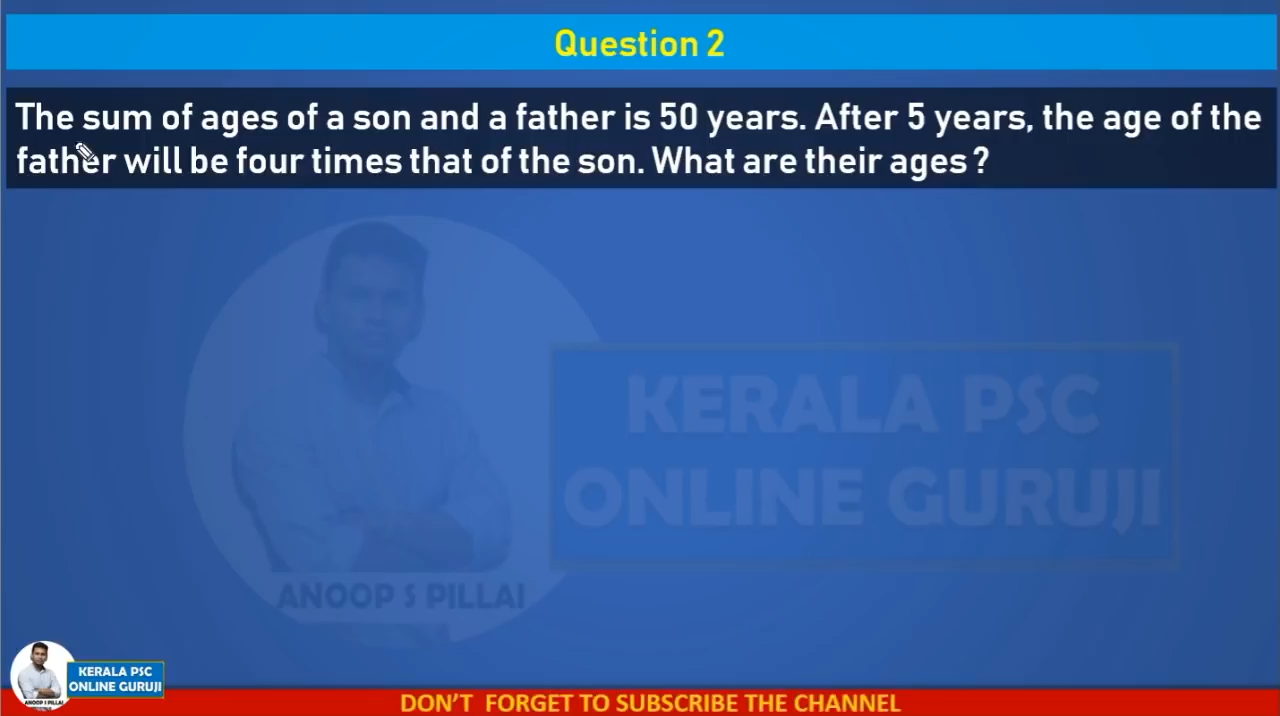 Question 2
The sum of ages of a son and a father is 50 years. After 5 years, the age of the
father will be four times that of the son. What are their ages ?
KERALA PSC
ONLINE GURUJI
ANOOP S PILLAI
KERALA PSC
ONLINE GURUJI
ANOOP S PILLAI
DON'T FORGET TO SUBSCRIBE THE CHANNEL